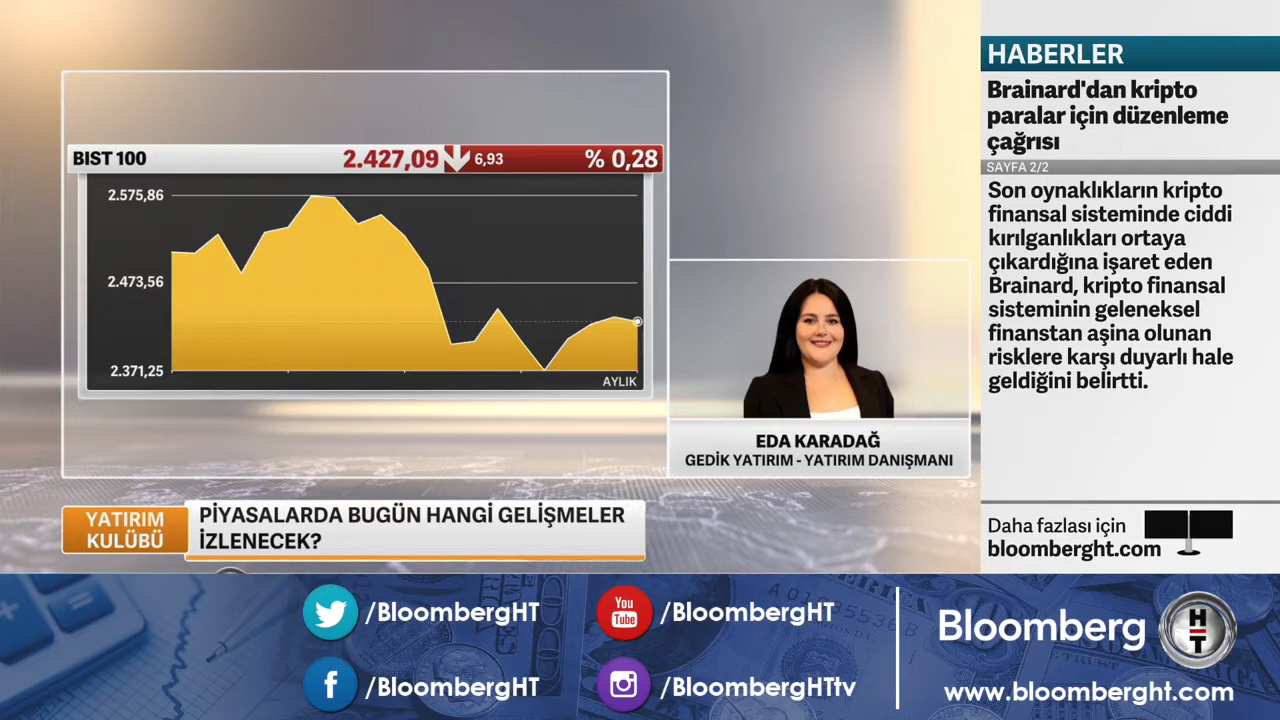 BIST 100 2.427,09 6,93 % 0,28
2.575,86
2.473,56
2.371,25
AYLIK
EDA KARADAĞ
GEDİK YATIRIM - YATIRIM DANIŞMANI
YATIRIM
KULÜBÜ
PİYASALARDA BUGÜN HANGİ GELİŞMELER
İZLENECEK?
HABERLER
Brainard'dan kripto
paralar için düzenleme
çağrısı
SAYFA 2/2
Son oynaklıkların kripto
finansal sisteminde ciddi
kırılganlıkları ortaya
çıkardığına işaret eden
Brainard, kripto finansal
sisteminin geleneksel
finanstan aşina olunan
risklere karşı duyarlı hale
geldiğini belirtti.
Daha fazlası için
bloomberght.com
/BloombergHT
You
Tube
/BloombergHT
/BloombergHT
/BloombergHTtv
Bloomberg
HT
www.bloomberght.com